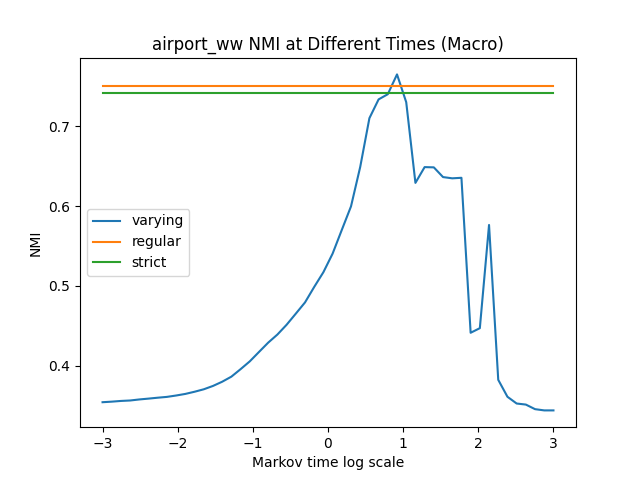 airport_ww NMI at Different Times (Macro)
NMI
0.7
0.6
0.5
0.4
varying
regular
strict
−3
−2
−1
0
1
2
3
Markov time log scale